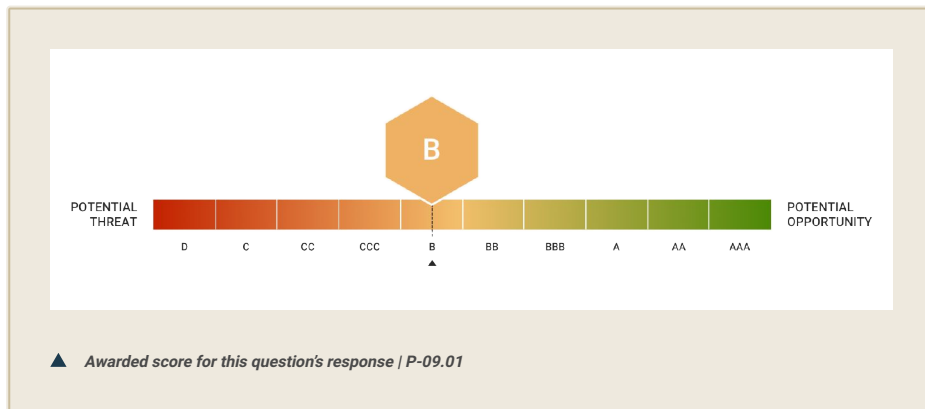 B
POTENTIAL
THREAT
POTENTIAL
OPPORTUNITY
D C CC CCC B BB BBB A AA AAA
Awarded score for this question's response | P-09.01